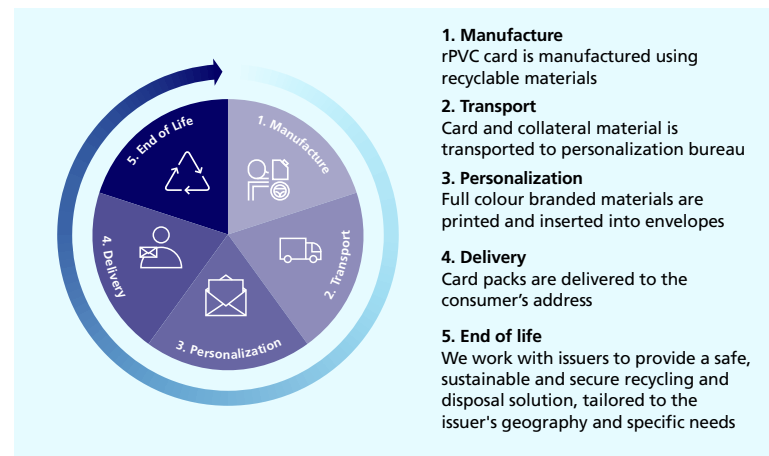 1. Manufacture
2. Transport
3. Personalization
4. Delivery
5. End of Life
1. Manufacture
rPVC card is manufactured using
recyclable materials
2. Transport
Card and collateral material is
transported to personalization bureau
3. Personalization
Full colour branded materials are
printed and inserted into envelopes
4. Delivery
Card packs are delivered to the
consumer’s address
5. End of life
We work with issuers to provide a safe,
sustainable and secure recycling and
disposal solution, tailored to the
issuer's geography and specific needs